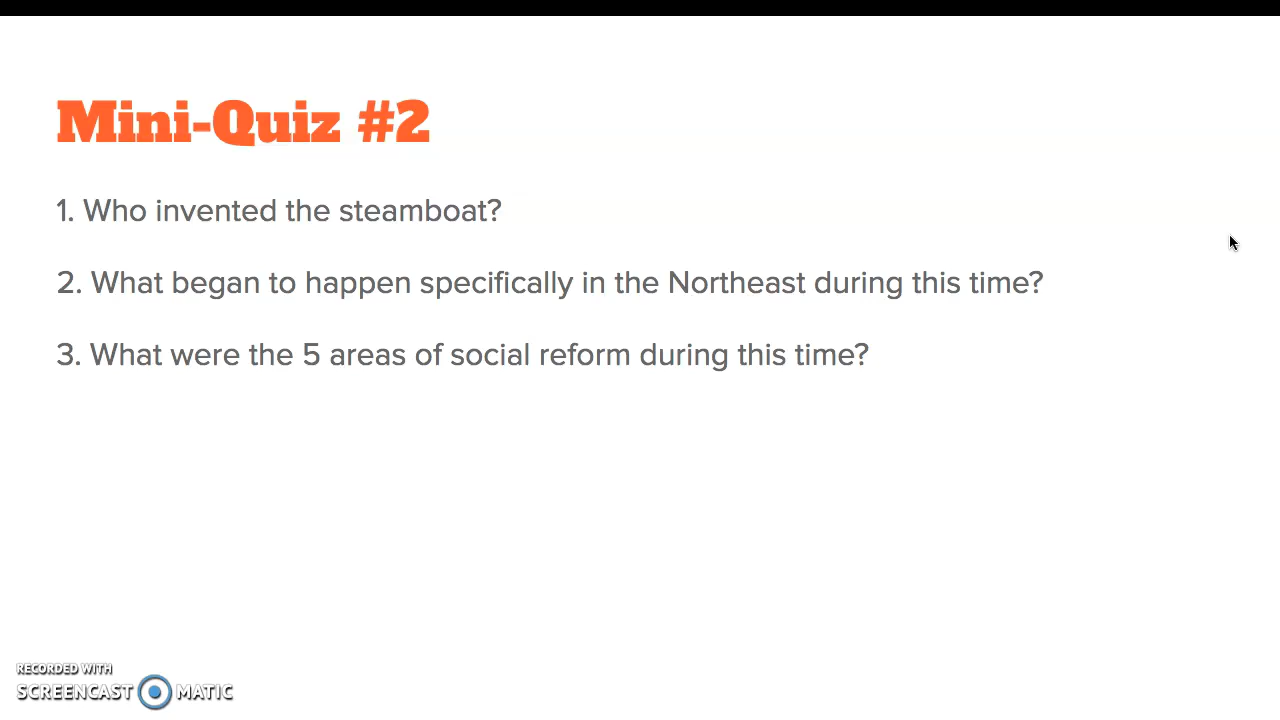 Mini-Quiz #2
1. Who invented the steamboat?
2. What began to happen specifically in the Northeast during this time?
3. What were the 5 areas of social reform during this time?
RECORDED WITH
SCREENCAST MATIC